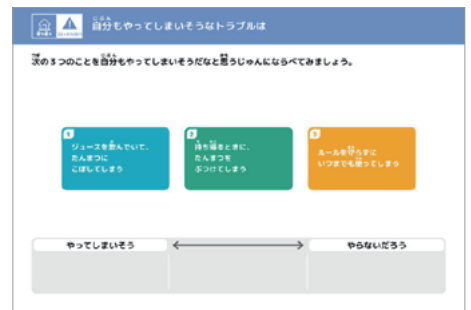 自分もやってしまいそうなトラブルは
次の3つのことを自分もやってしまいそうだなと思うじゅんにならべてみましょう。
1
ジュースを飲んでいて、
たんまつに
こぼしてしまう
2
持ち帰るときに、
たんまつを
ぶつけてしまう
3
ルールを守らずに
いつまでも使ってしまう
やってしまいそう
やらないだろう